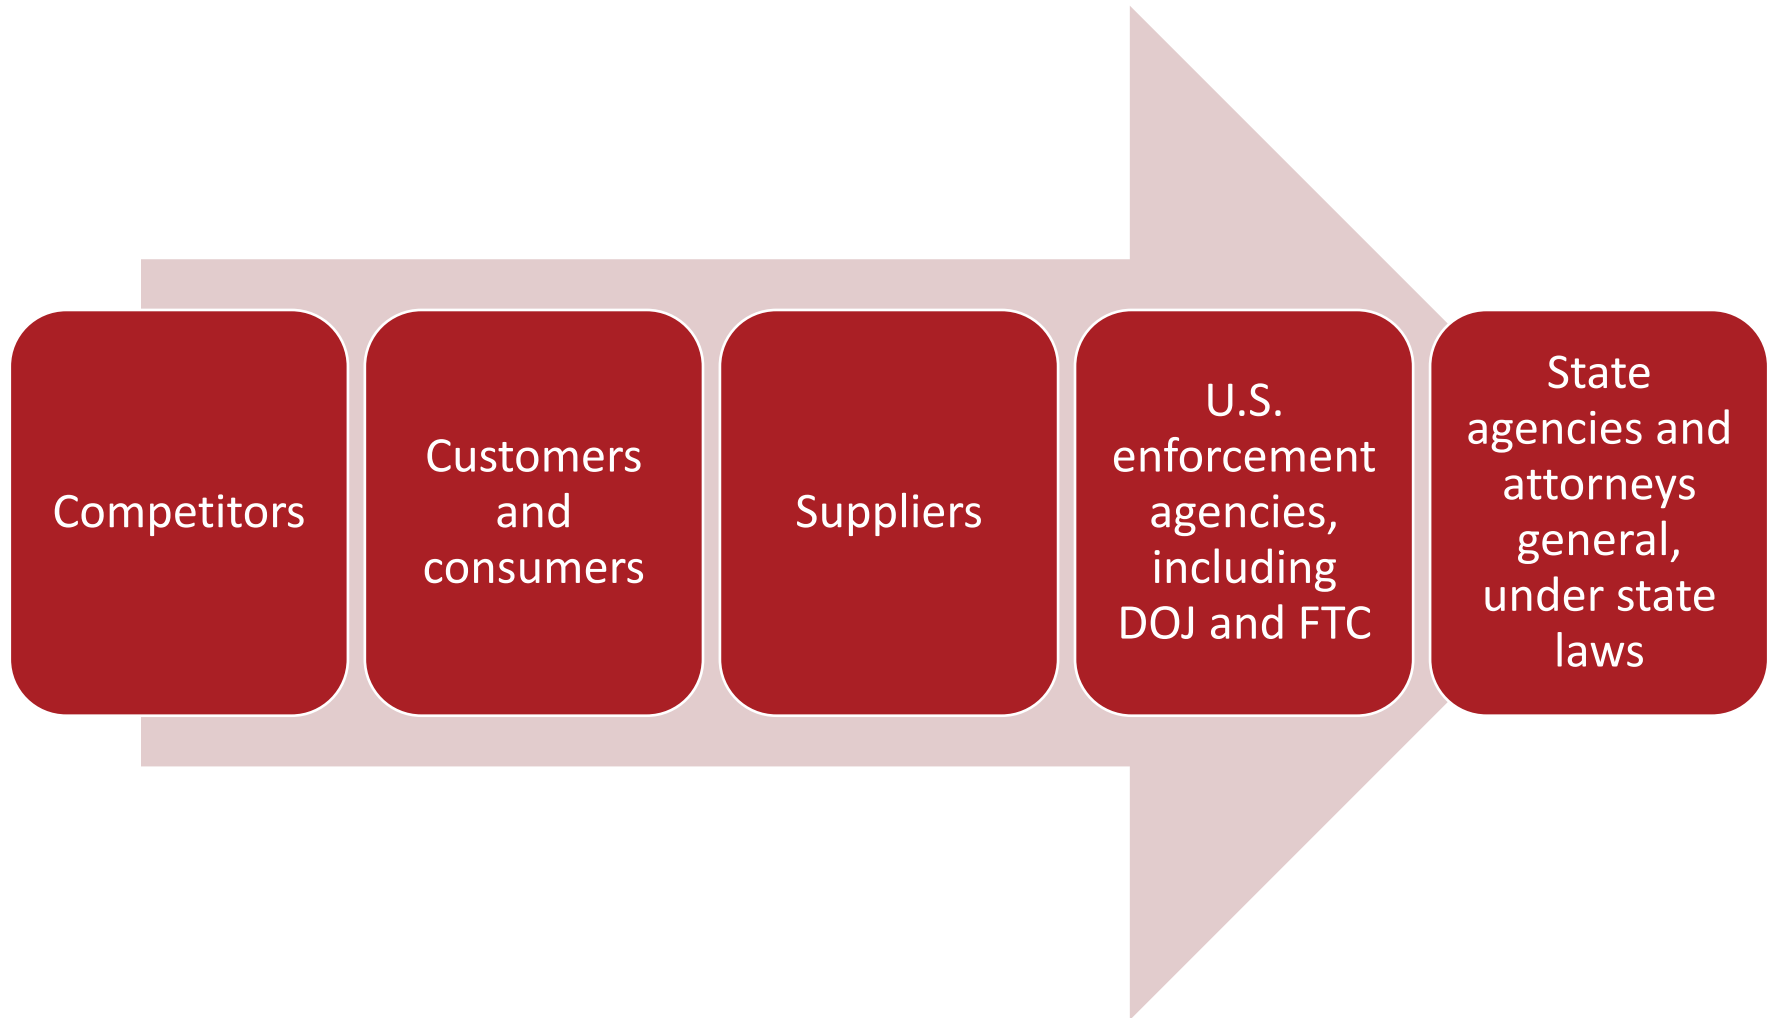 Competitors
Customers
and
consumers
Suppliers
U.S.
enforcement
agencies,
including
DOJ and FTC
State
agencies and
attorneys
general,
under state
laws